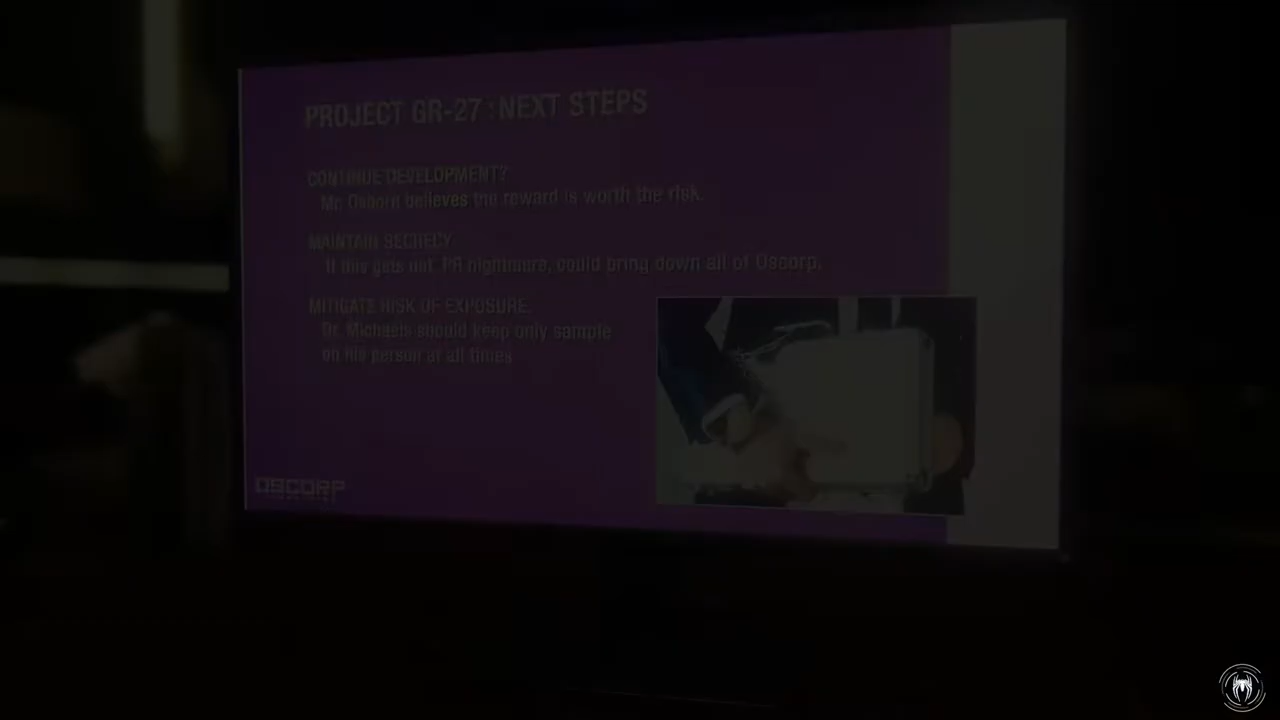 PROJECT GR-27 : NEXT STEPS
CONTINUE DEVELOPMENT?
Mr. Osborn believes the reward is worth the risk.
MAINTAIN SECRECY
If this gets out, PR nightmare, could bring down all of Oscorp.
MITIGATE RISK OF EXPOSURE.
Dr. Michaels should keep only sample
on his person at all times
OSCORP